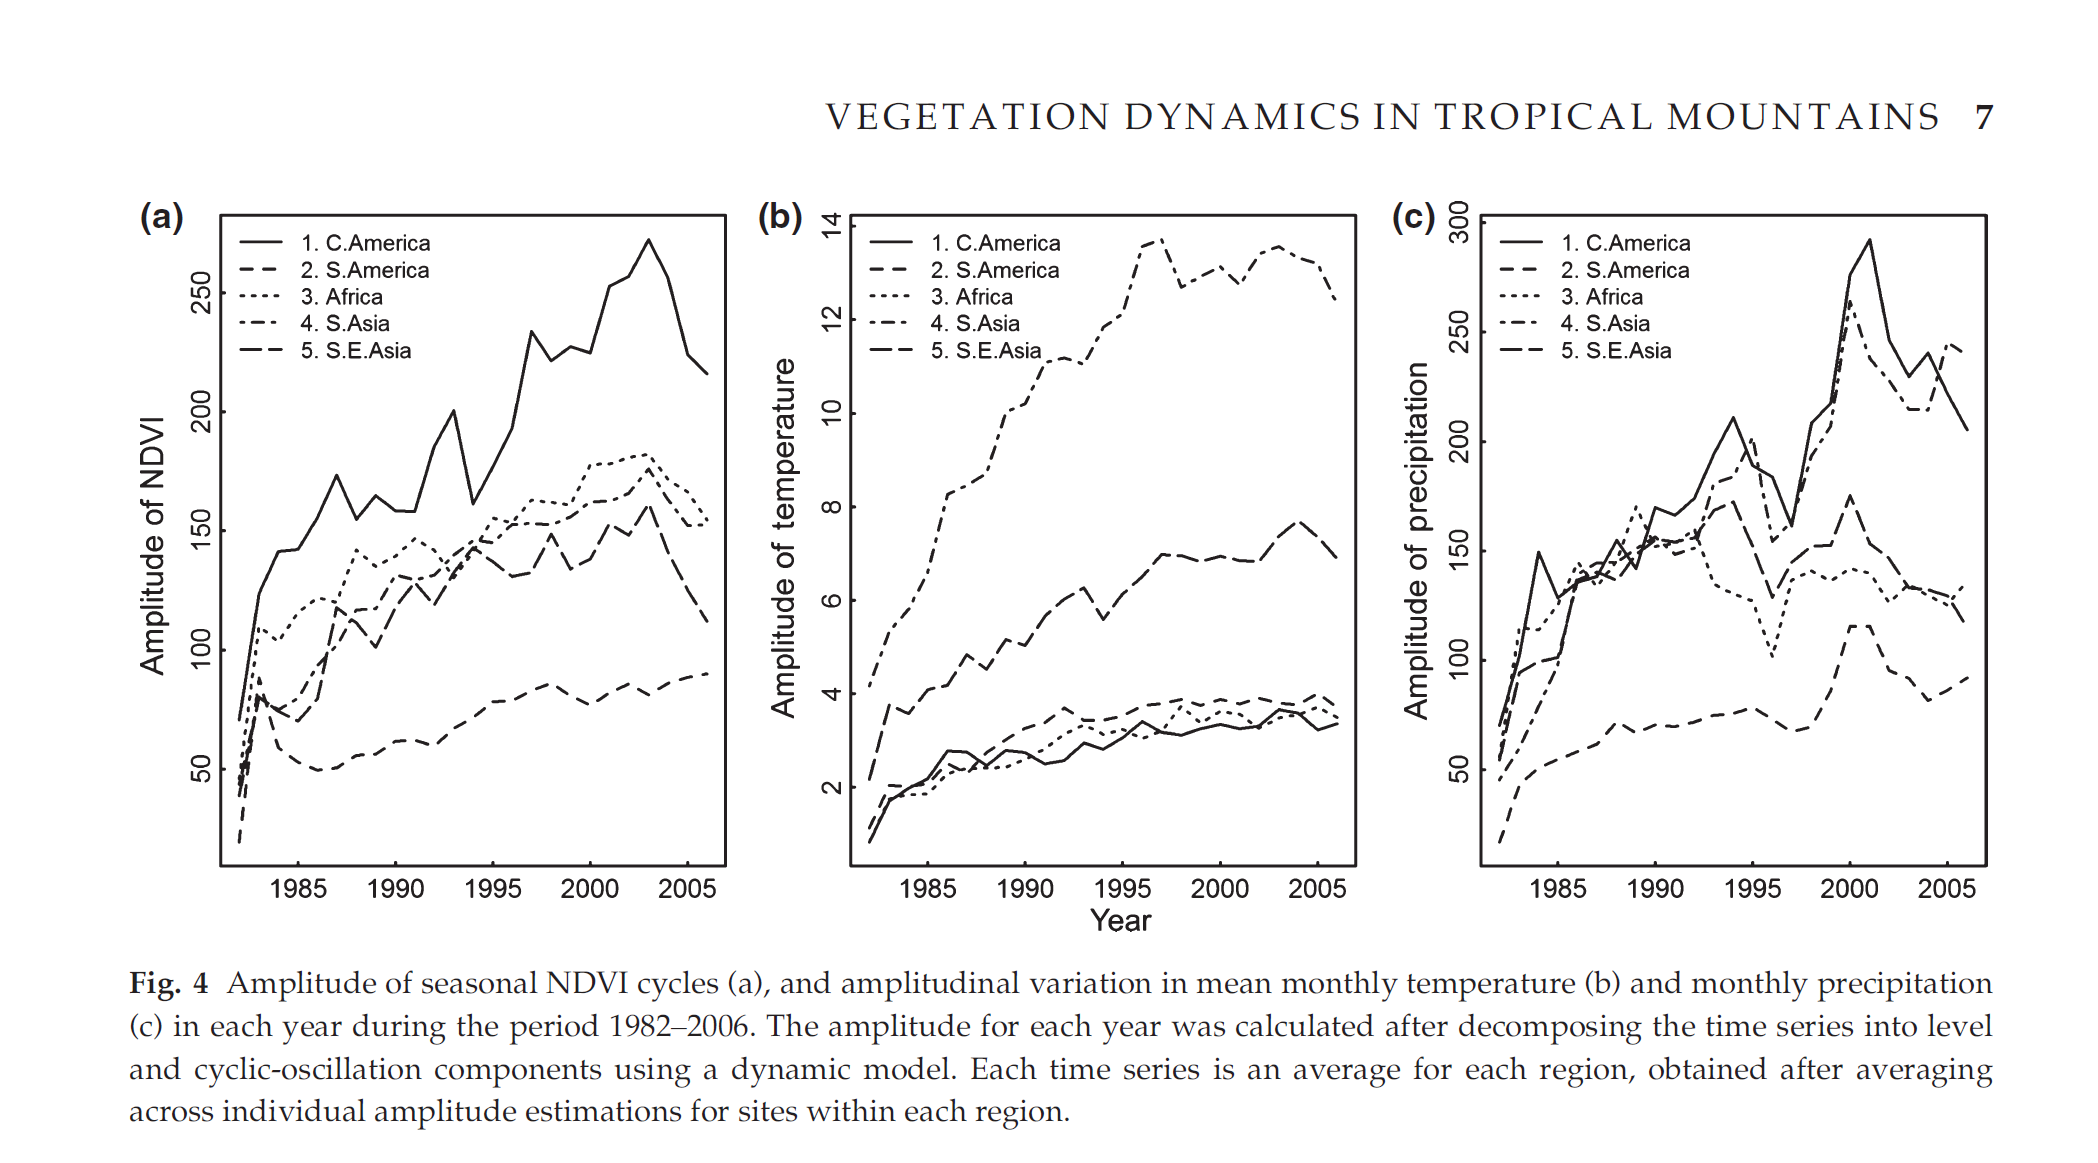 VEGETATION DYNAMICS IN TROPICAL MOUNTAINS 7
(a)
1. C.America
2. S.America
3. Africa
4. S.Asia
5. S.E.Asia
Amplitude of NDVI
50
100
150
200
250
1985 1990 1995 2000 2005
(b)
1. C.America
2. S.America
3. Africa
4. S.Asia
5. S.E.Asia
Amplitude of temperature
2
4
6
8
10
12
14
1985 1990 1995 2000 2005
Year
(c)
1. C.America
2. S.America
3. Africa
4. S.Asia
5. S.E.Asia
Amplitude of precipitation
50
100
150
200
250
300
1985 1990 1995 2000 2005
Fig. 4 Amplitude of seasonal NDVI cycles (a), and amplitudinal variation in mean monthly temperature (b) and monthly precipitation
(c) in each year during the period 1982–2006. The amplitude for each year was calculated after decomposing the time series into level
and cyclic-oscillation components using a dynamic model. Each time series is an average for each region, obtained after averaging
across individual amplitude estimations for sites within each region.